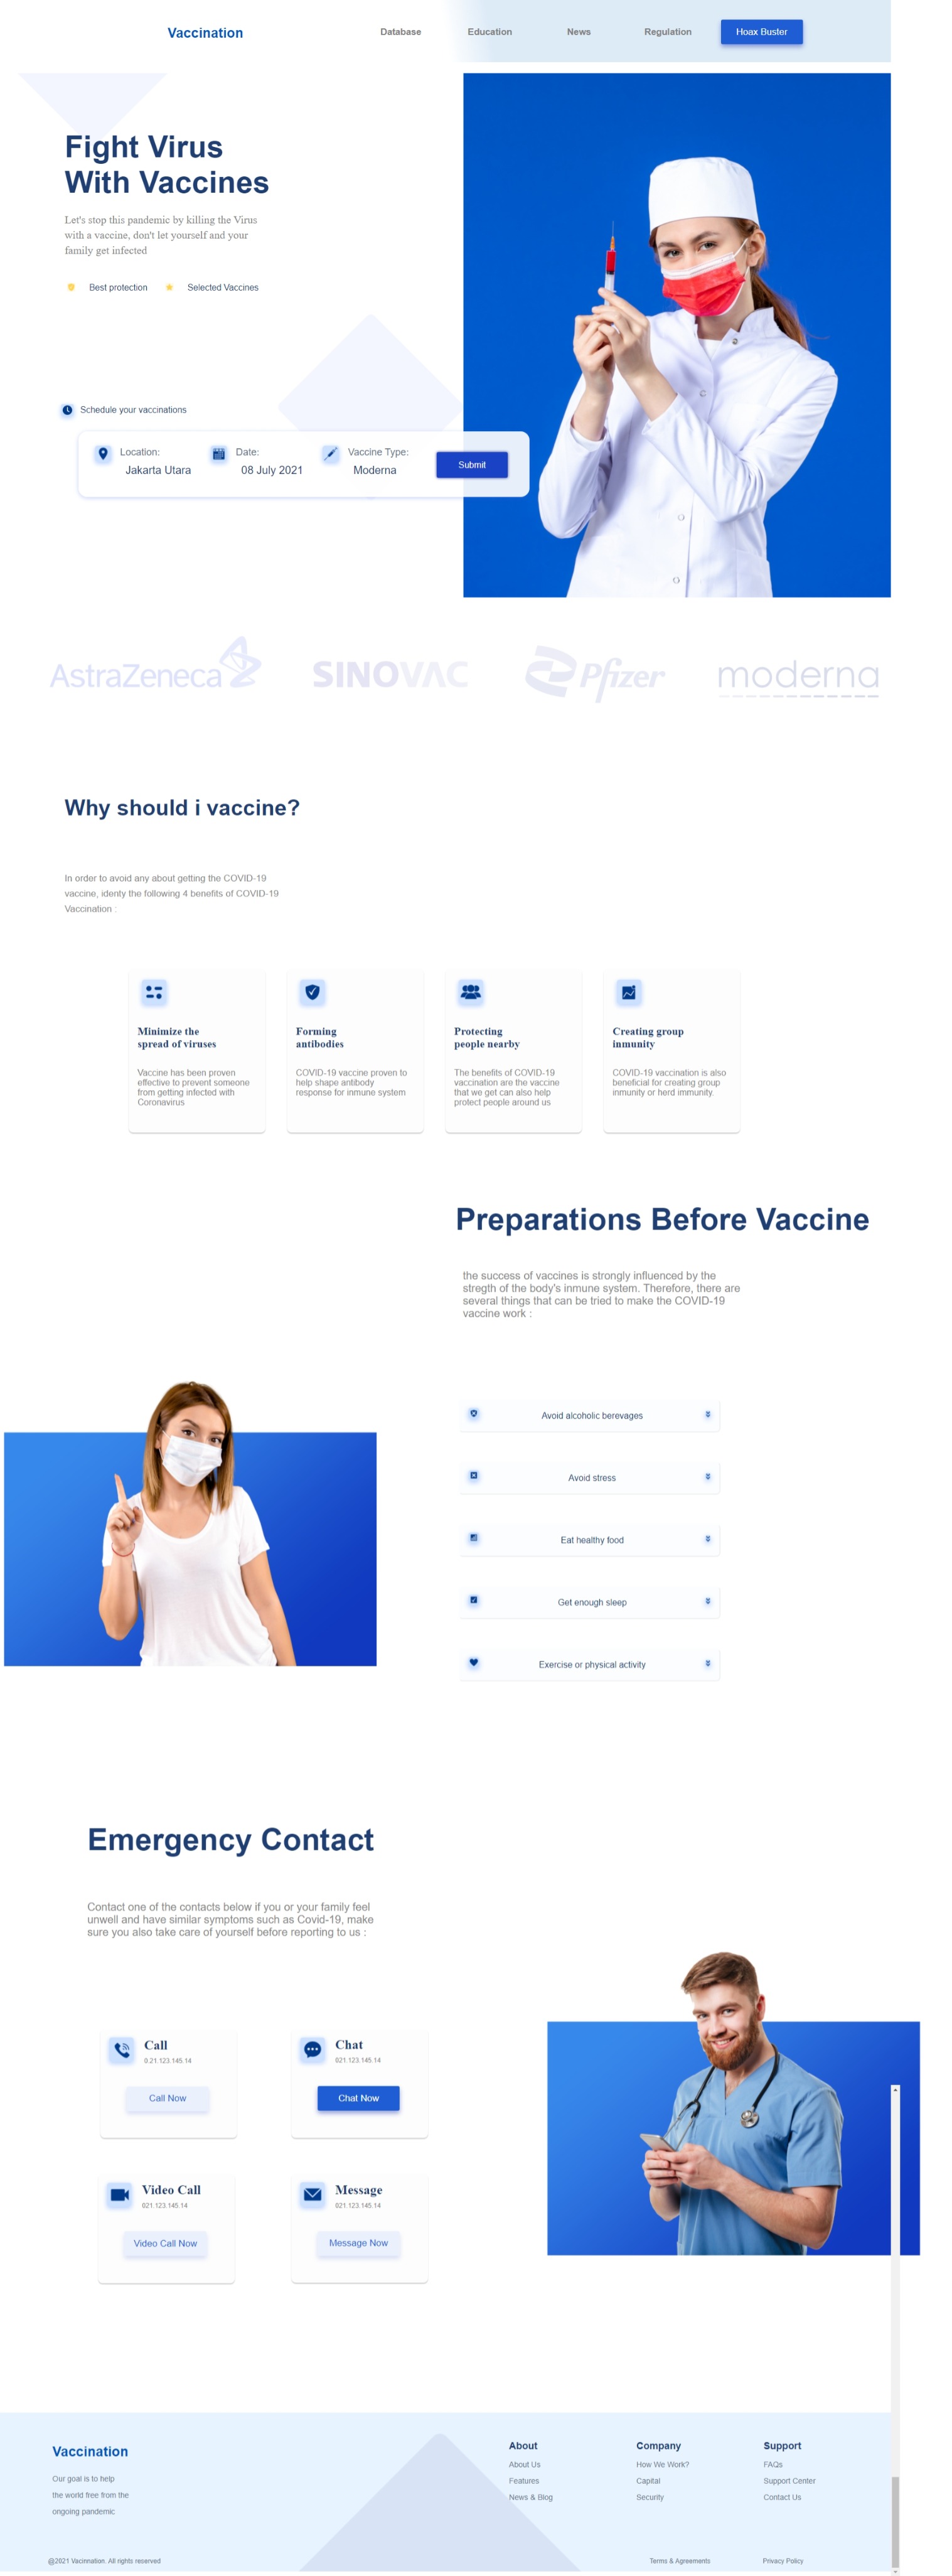 Vaccination
Database
Education
News
Regulation
Hoax Buster
Fight Virus
With Vaccines
Let's stop this pandemic by killing the Virus
with a vaccine, don't let yourself and your
family get infected
Best protection
Selected Vaccines
Schedule your vaccinations
Location:
Jakarta Utara
Date:
08 July 2021
Vaccine Type:
Moderna
Submit
AstraZeneca
SINOVAC
Pfizer
moderna
Why should i vaccine?
In order to avoid any about getting the COVID-19
vaccine, identy the following 4 benefits of COVID-19
Vaccination :
Minimize the
spread of viruses
Vaccine has been proven
effective to prevent someone
from getting infected with
Coronavirus
Forming
antibodies
COVID-19 vaccine proven to
help shape antibody
response for inmune system
Protecting
people nearby
The benefits of COVID-19
vaccination are the vaccine
that we get can also help
protect people around us
Creating group
inmunity
COVID-19 vaccination is also
beneficial for creating group
inmunity or herd immunity.
Preparations Before Vaccine
the success of vaccines is strongly influenced by the
stregth of the body's inmune system. Therefore, there are
several things that can be tried to make the COVID-19
vaccine work :
Avoid alcoholic berevages
Avoid stress
Eat healthy food
Get enough sleep
Exercise or physical activity
Emergency Contact
Contact one of the contacts below if you or your family feel
unwell and have similar symptoms such as Covid-19, make
sure you also take care of yourself before reporting to us :
Call
0.21.123.145.14
Call Now
Chat
021.123.145.14
Chat Now
Video Call
021.123.145.14
Video Call Now
Message
021.123.145.14
Message Now
Vaccination
Our goal is to help
the world free from the
ongoing pandemic
About
About Us
Features
News & Blog
Company
How We Work?
Capital
Security
Support
FAQs
Support Center
Contact Us
@2021 Vacinnation. All rights reserved
Terms & Agreements
Privacy Policy